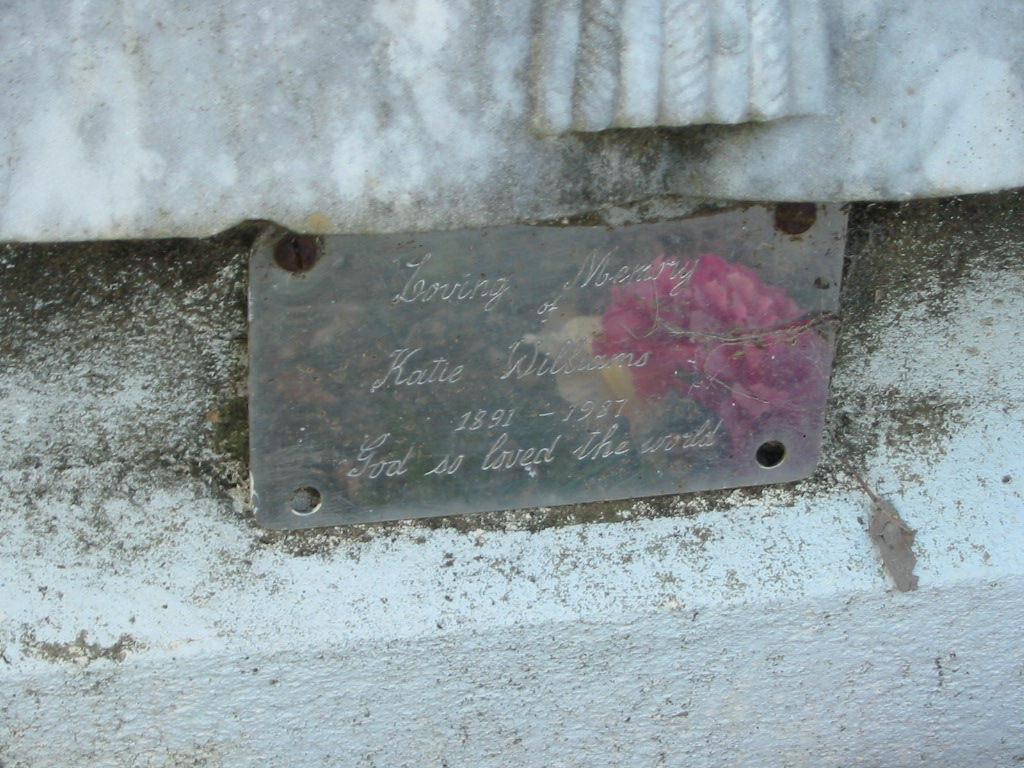 Loving Memory
of
Katie Williams
1891 - 1987
God so loved the world